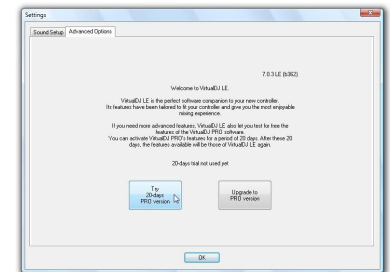 Settings
Sound Setup Advanced Options
7.0.3 LE (b362)
Welcome to VirtualDJ LE.
VirtualDJ LE is the perfect software companion to your new controller.
Its features have been tailored to fit your controller and give you the most enjoyable
mixing experience.
If you need more advanced features, VirtualDJ LE also let you test for free the
features of the VirtualDJ PRO software.
You can activate VirtualDJ PRO's features for a period of 20 days. After these 20
days, the features available will be those of VirtualDJ LE again.
20-days trial not used yet
Try
20-days
PRO version
Upgrade to
PRO version
OK